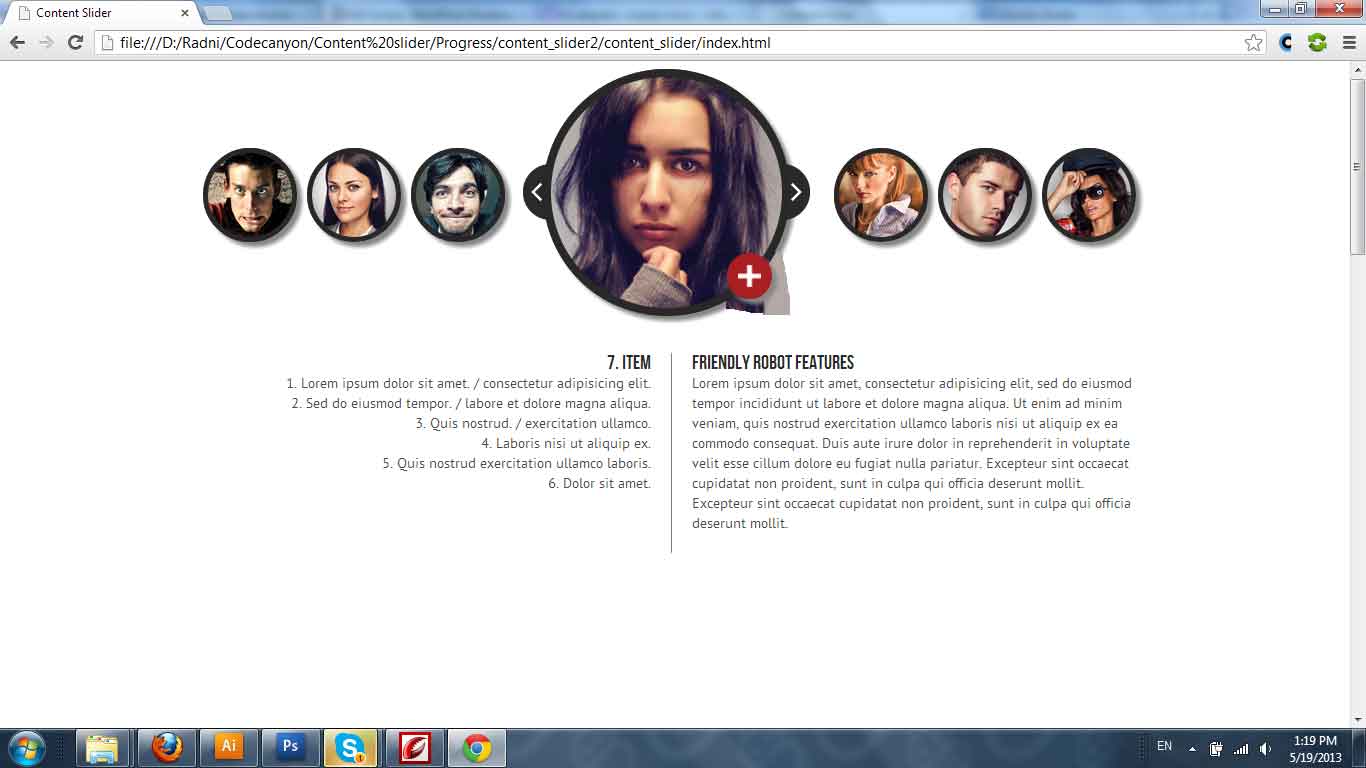 Content Slider
file:///D:/Radni/Codecanyon/Content%20slider/Progress/content_slider2/content_slider/index.html
7. ITEM
1. Lorem ipsum dolor sit amet. / consectetur adipisicing elit.
2. Sed do eiusmod tempor. / labore et dolore magna aliqua.
3. Quis nostrud. / exercitation ullamco.
4. Laboris nisi ut aliquip ex.
5. Quis nostrud exercitation ullamco laboris.
6. Dolor sit amet.
FRIENDLY ROBOT FEATURES
Lorem ipsum dolor sit amet, consectetur adipisicing elit, sed do eiusmod
tempor incididunt ut labore et dolore magna aliqua. Ut enim ad minim
veniam, quis nostrud exercitation ullamco laboris nisi ut aliquip ex ea
commodo consequat. Duis aute irure dolor in reprehenderit in voluptate
velit esse cillum dolore eu fugiat nulla pariatur. Excepteur sint occaecat
cupidatat non proident, sunt in culpa qui officia deserunt mollit.
Excepteur sint occaecat cupidatat non proident, sunt in culpa qui officia
deserunt mollit.
Ai
Ps
S
1
EN
1:19 PM
5/19/2013